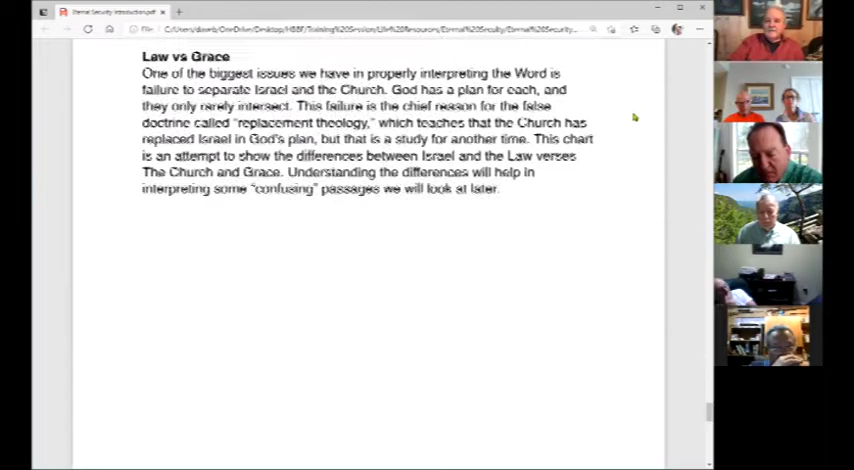 Eternal Security Introduction.pdf
File
Law vs Grace
One of the biggest issues we have in properly interpreting the Word is
failure to separate Israel and the Church. God has a plan for each, and
they only rarely intersect. This failure is the chief reason for the false
doctrine called "replacement theology," which teaches that the Church has
replaced Israel in God's plan, but that is a study for another time. This chart
is an attempt to show the differences between Israel and the Law verses
The Church and Grace. Understanding the differences will help in
interpreting some "confusing" passages we will look at later.